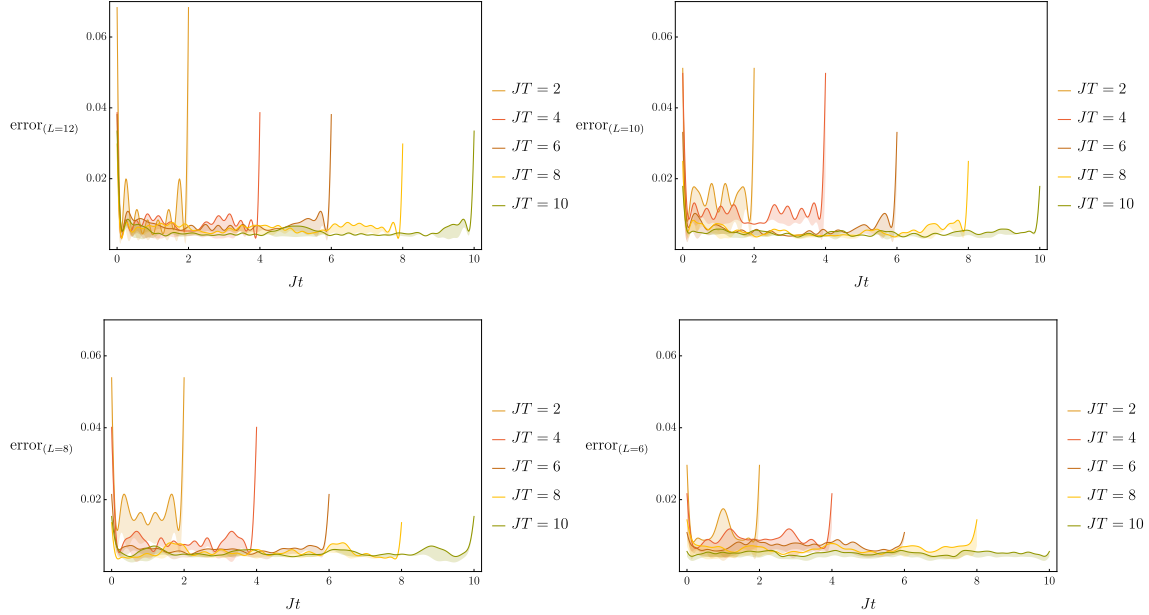 0.06
0.04
0.02
error(L=12)
0 2 4 6 8 10
Jt
JT = 2
JT = 4
JT = 6
JT = 8
JT = 10
0.06
0.04
0.02
error(L=10)
0 2 4 6 8 10
Jt
JT = 2
JT = 4
JT = 6
JT = 8
JT = 10
0.06
0.04
0.02
error(L=8)
0 2 4 6 8 10
Jt
JT = 2
JT = 4
JT = 6
JT = 8
JT = 10
0.06
0.04
0.02
error(L=6)
0 2 4 6 8 10
Jt
JT = 2
JT = 4
JT = 6
JT = 8
JT = 10